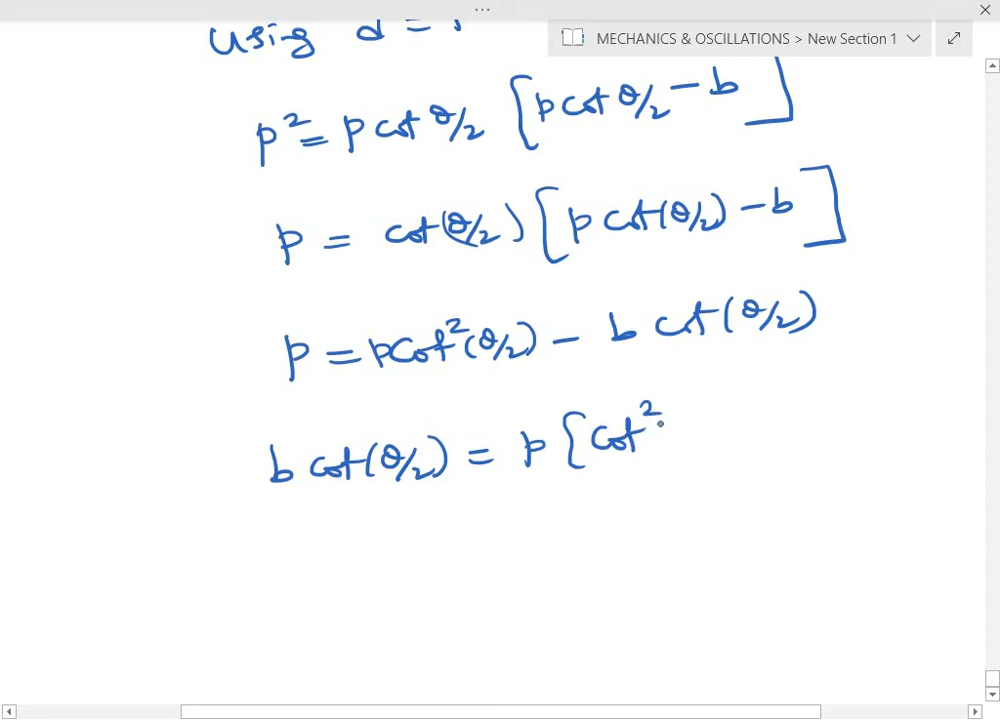 MECHANICS & OSCILLATIONS > New Section 1
Using d =
p² = p cot θ/2 [p cot θ/2 - b]
p = cot(θ/2) [p cot(θ/2) - b]
p = p cot²(θ/2) - b cot(θ/2)
b cot(θ/2) = p [cot²